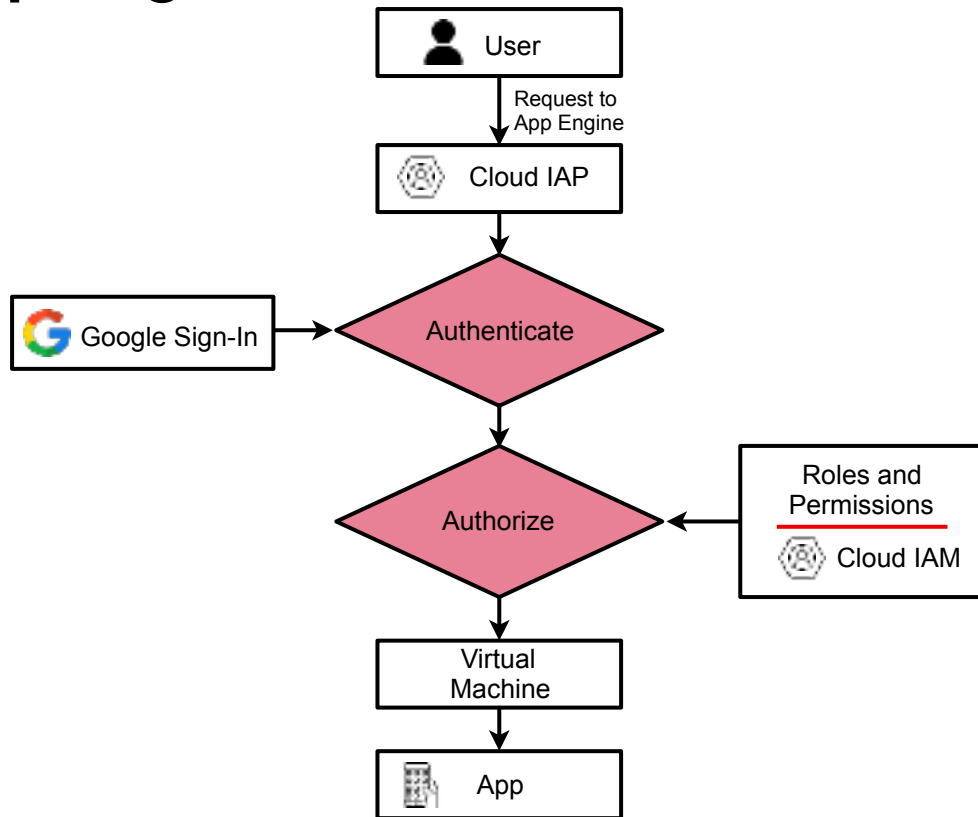 User
Request to
App Engine
Cloud IAP
Google Sign-In
Authenticate
Authorize
Roles and
Permissions
Cloud IAM
Virtual
Machine
App